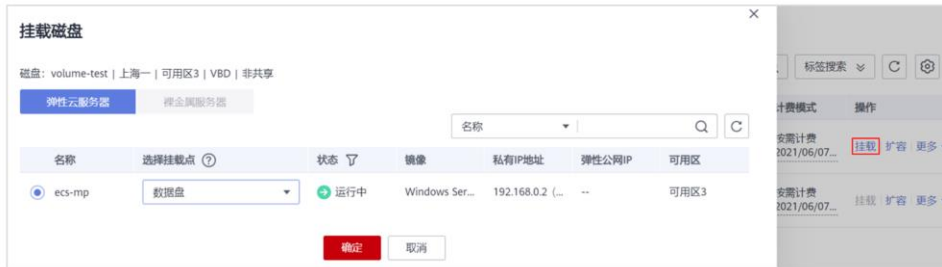 挂载磁盘
磁盘：volume-test | 上海一 | 可用区3 | VBD | 非共享
标签搜索
弹性云服务器 裸金属服务器
计费模式 操作
名称
按需计费
2021/06/07...
挂载 扩容 更多
名称 选择挂载点 状态 镜像 私有IP地址 弹性公网IP 可用区
ecs-mp 数据盘 运行中 Windows Ser... 192.168.0.2 (... -- 可用区3
按需计费
2021/06/07...
挂载 扩容 更多
确定 取消